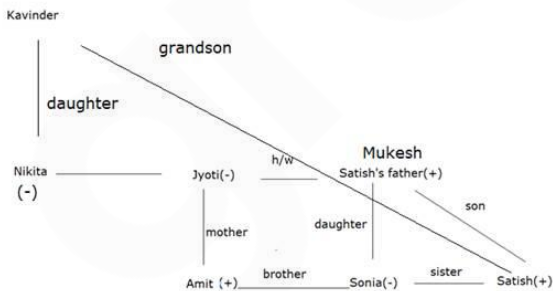 Kavinder
grandson
daughter
h/w
Mukesh
Nikita
(-)
Jyoti(-)
Satish's father(+)
son
mother
daughter
Amit (+)
brother
Sonia(-)
sister
Satish(+)